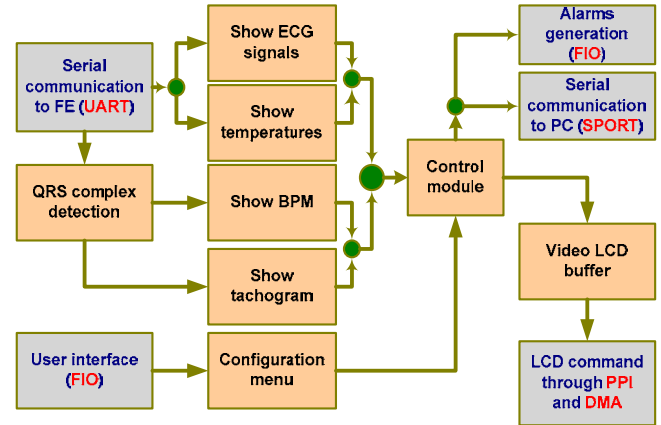 Serial
communication
to FE (UART)
Show ECG
signals
Show
temperatures
QRS complex
detection
Show BPM
Show
tachogram
User interface
(FIO)
Configuration
menu
Control
module
Alarms
generation
(FIO)
Serial
communication
to PC (SPORT)
Video LCD
buffer
LCD command
through PPI
and DMA